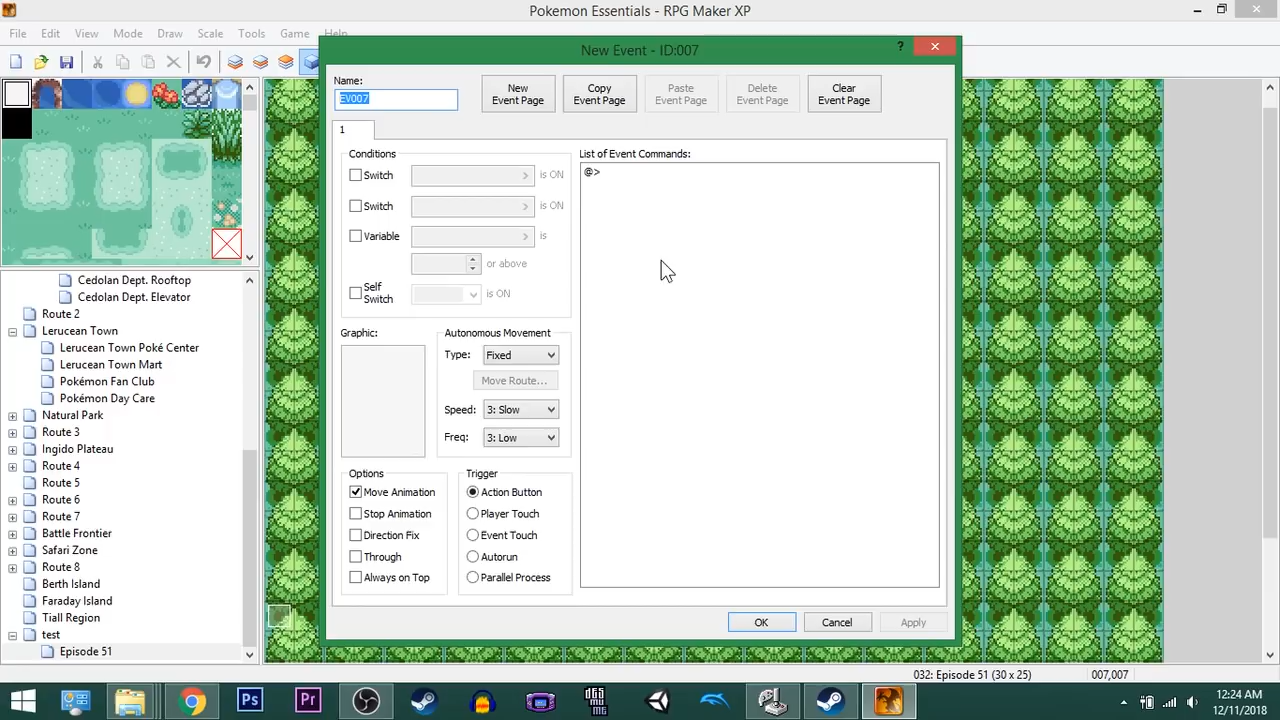 Pokemon Essentials - RPG Maker XP
File Edit View Mode Draw Scale Tools Game Help
New Event - ID:007
?
Name:
EV007
New
Event Page
Copy
Event Page
Paste
Event Page
Delete
Event Page
Clear
Event Page
1
Conditions
Switch
is ON
Switch
is ON
Variable
is
or above
Self
Switch
is ON
Graphic:
Autonomous Movement
Type: Fixed
Move Route...
Speed: 3: Slow
Freq: 3: Low
Options
Move Animation
Stop Animation
Direction Fix
Through
Always on Top
Trigger
Action Button
Player Touch
Event Touch
Autorun
Parallel Process
List of Event Commands:
@>
OK
Cancel
Apply
Cedolan Dept. Rooftop
Cedolan Dept. Elevator
Route 2
Lerucean Town
Lerucean Town Poké Center
Lerucean Town Mart
Pokémon Fan Club
Pokémon Day Care
Natural Park
Route 3
Ingido Plateau
Route 4
Route 5
Route 6
Route 7
Battle Frontier
Safari Zone
Route 8
Berth Island
Faraday Island
Tiall Region
test
Episode 51
032: Episode 51 (30 x 25)
007,007
Ps
Pr
12:24 AM
12/11/2018